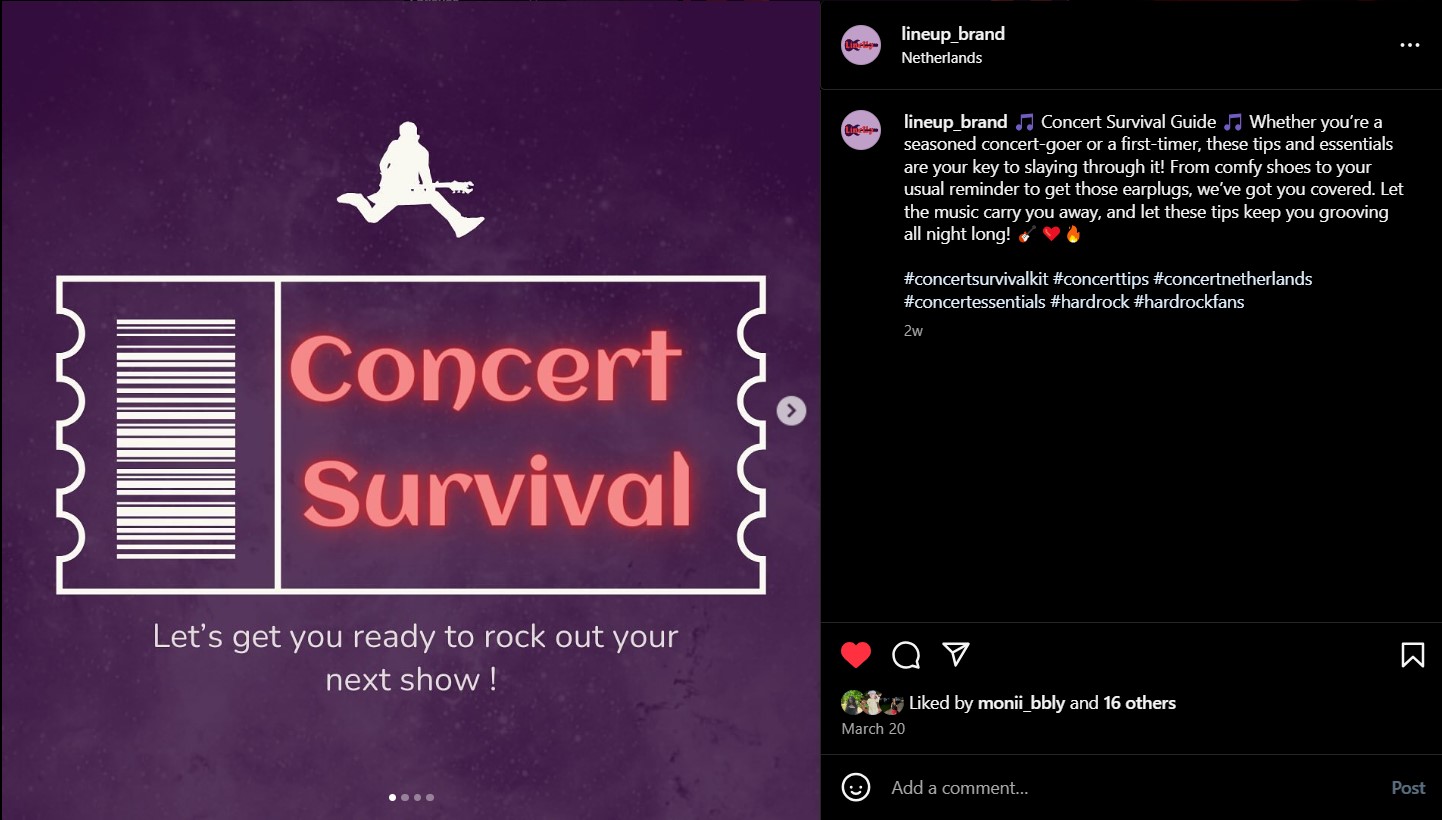 Concert
Survival
Let's get you ready to rock out your
next show !
lineup_brand
Netherlands
lineup_brand 🎵 Concert Survival Guide 🎵 Whether you're a
seasoned concert-goer or a first-timer, these tips and essentials
are your key to slaying through it! From comfy shoes to your
usual reminder to get those earplugs, we've got you covered. Let
the music carry you away, and let these tips keep you grooving
all night long! 🎸 ❤️ 🔥
#concertsurvivalkit #concerttips #concertnetherlands
#concertessentials #hardrock #hardrockfans
2w
Liked by monii_bbly and 16 others
March 20
Add a comment...
Post